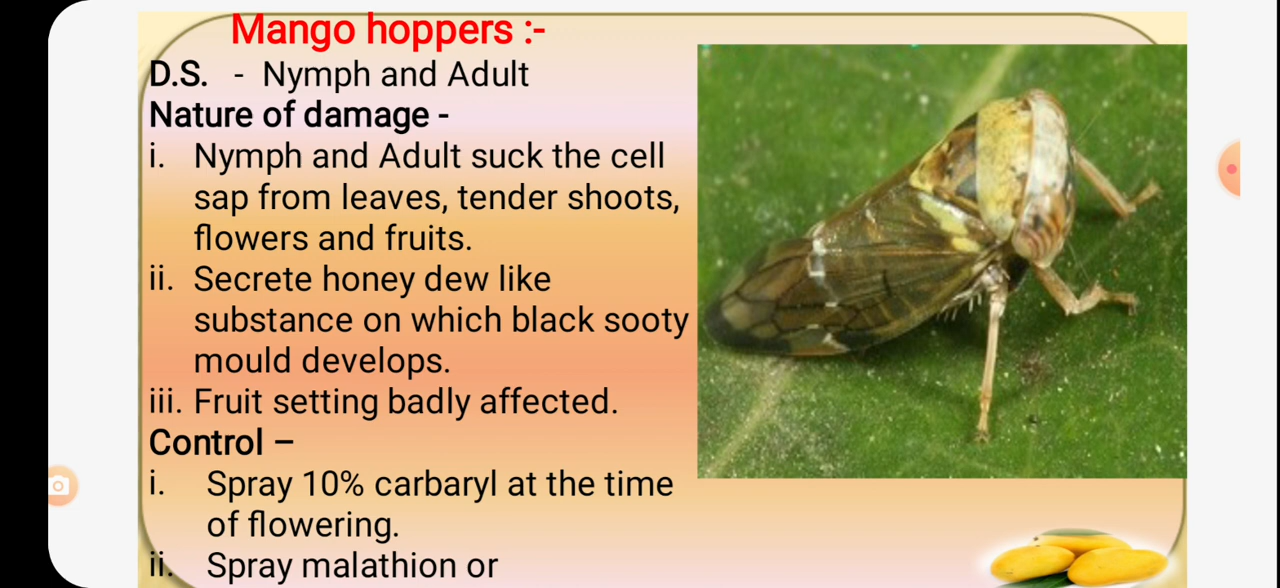 Mango hoppers :-
D.S. - Nymph and Adult
Nature of damage -
i. Nymph and Adult suck the cell
sap from leaves, tender shoots,
flowers and fruits.
ii. Secrete honey dew like
substance on which black sooty
mould develops.
iii. Fruit setting badly affected.
Control –
i. Spray 10% carbaryl at the time
of flowering.
ii. Spray malathion or